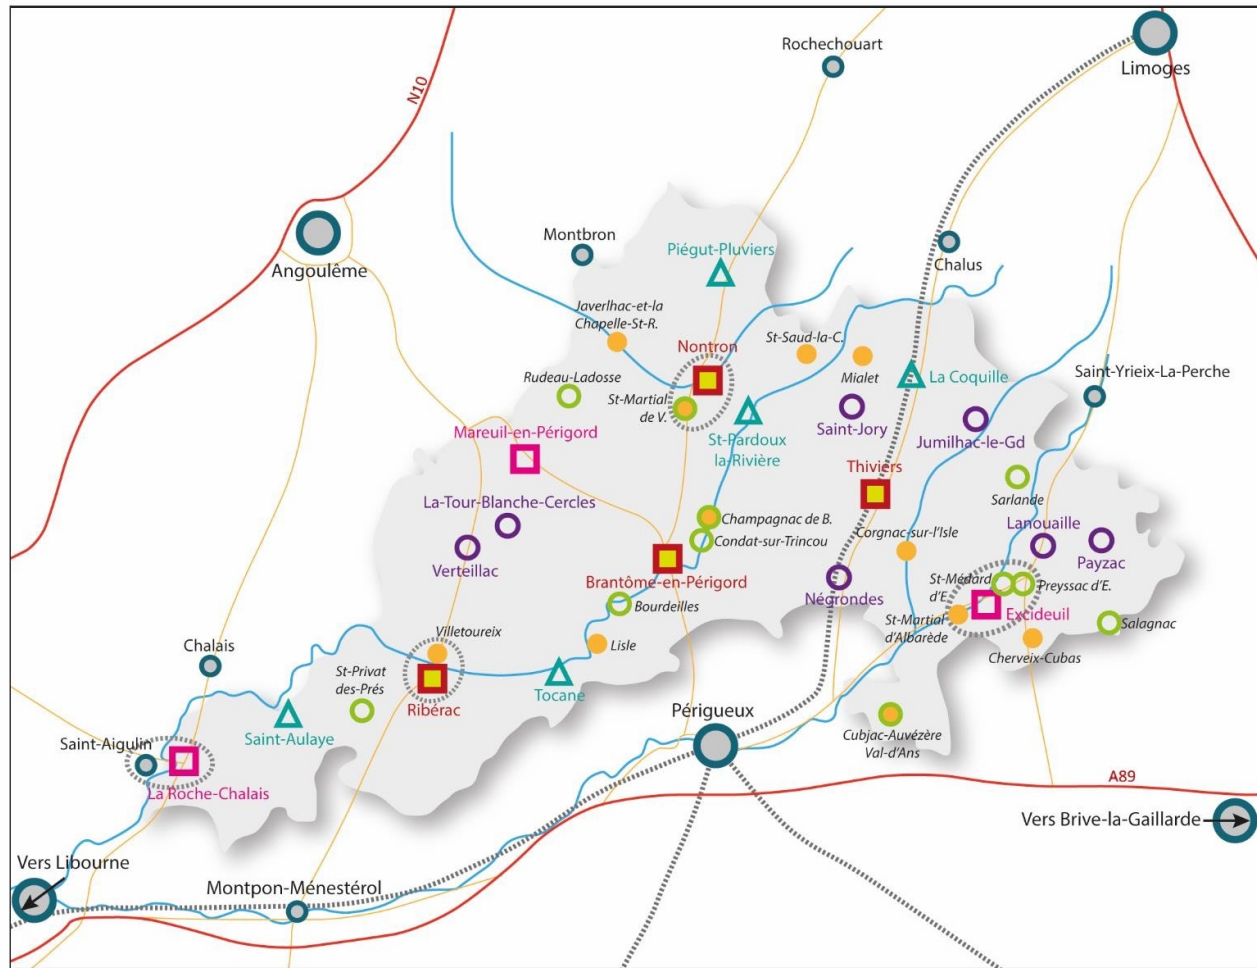 Rochechouart
Limoges
N10
Montbron
Piégut-Pluviers
Chalus
Angoulême
Javerlhac-et-la
Chapelle-St-R.
St-Saud-la-C.
Nontron
Mialet
La Coquille
Saint-Yrieix-La-Perche
Rudeau-Ladosse
St-Martial
de V.
Saint-Jory
Jumilhac-le-Gd
Mareuil-en-Périgord
St-Pardoux
la-Rivière
Thiviers
Sarlande
La-Tour-Blanche-Cercles
Champagnac de B.
Condat-sur-Trincou
Corgnac-sur-l'Isle
Lanouaille
Payzac
Verteillac
Brantôme-en-Périgord
Négrondes
St-Médard
d'E
Preyssac d'E.
Bourdeilles
Excideuil
St-Martial
d'Albarède
Salagnac
Villetoureix
Lisle
Cherveix-Cubas
Chalais
St-Privat
des-Prés
Ribérac
Tocane
Périgueux
Saint-Aulaye
Cubjac-Auvézère
Val-d'Ans
Saint-Aigulin
La Roche-Chalais
A89
Vers Brive-la-Gaillarde
Vers Libourne
Montpon-Ménestérol